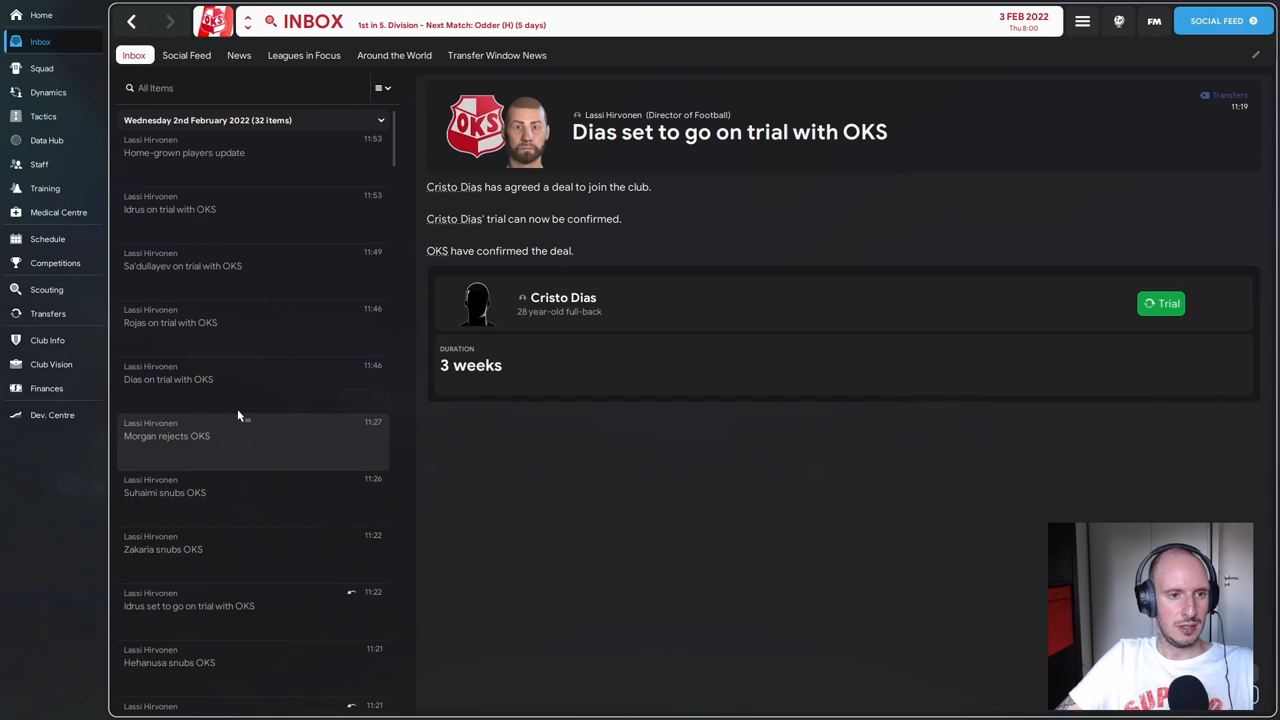 Home
Inbox
Squad
Dynamics
Tactics
Data Hub
Staff
Training
Medical Centre
Schedule
Competitions
Scouting
Transfers
Club Info
Club Vision
Finances
Dev. Centre
OKS
INBOX
1st in 5. Division - Next Match: Odder (H) (5 days)
3 FEB 2022
Thu 8:00
FM
SOCIAL FEED
Inbox
Social Feed
News
Leagues in Focus
Around the World
Transfer Window News
All Items
Wednesday 2nd February 2022 (32 items)
Lassi Hirvonen 11:53
Home-grown players update
Lassi Hirvonen 11:53
Idrus on trial with OKS
Lassi Hirvonen 11:49
Sa'dullayev on trial with OKS
Lassi Hirvonen 11:46
Rojas on trial with OKS
Lassi Hirvonen 11:46
Dias on trial with OKS
Lassi Hirvonen 11:27
Morgan rejects OKS
Lassi Hirvonen 11:26
Suhaimi snubs OKS
Lassi Hirvonen 11:22
Zakaria snubs OKS
Lassi Hirvonen 11:22
Idrus set to go on trial with OKS
Lassi Hirvonen 11:21
Hehanusa snubs OKS
Lassi Hirvonen 11:21
OKS
Lassi Hirvonen (Director of Football)
Dias set to go on trial with OKS
Transfers
11:19
Cristo Dias has agreed a deal to join the club.
Cristo Dias' trial can now be confirmed.
OKS have confirmed the deal.
Cristo Dias
28 year-old full-back
Trial
DURATION
3 weeks